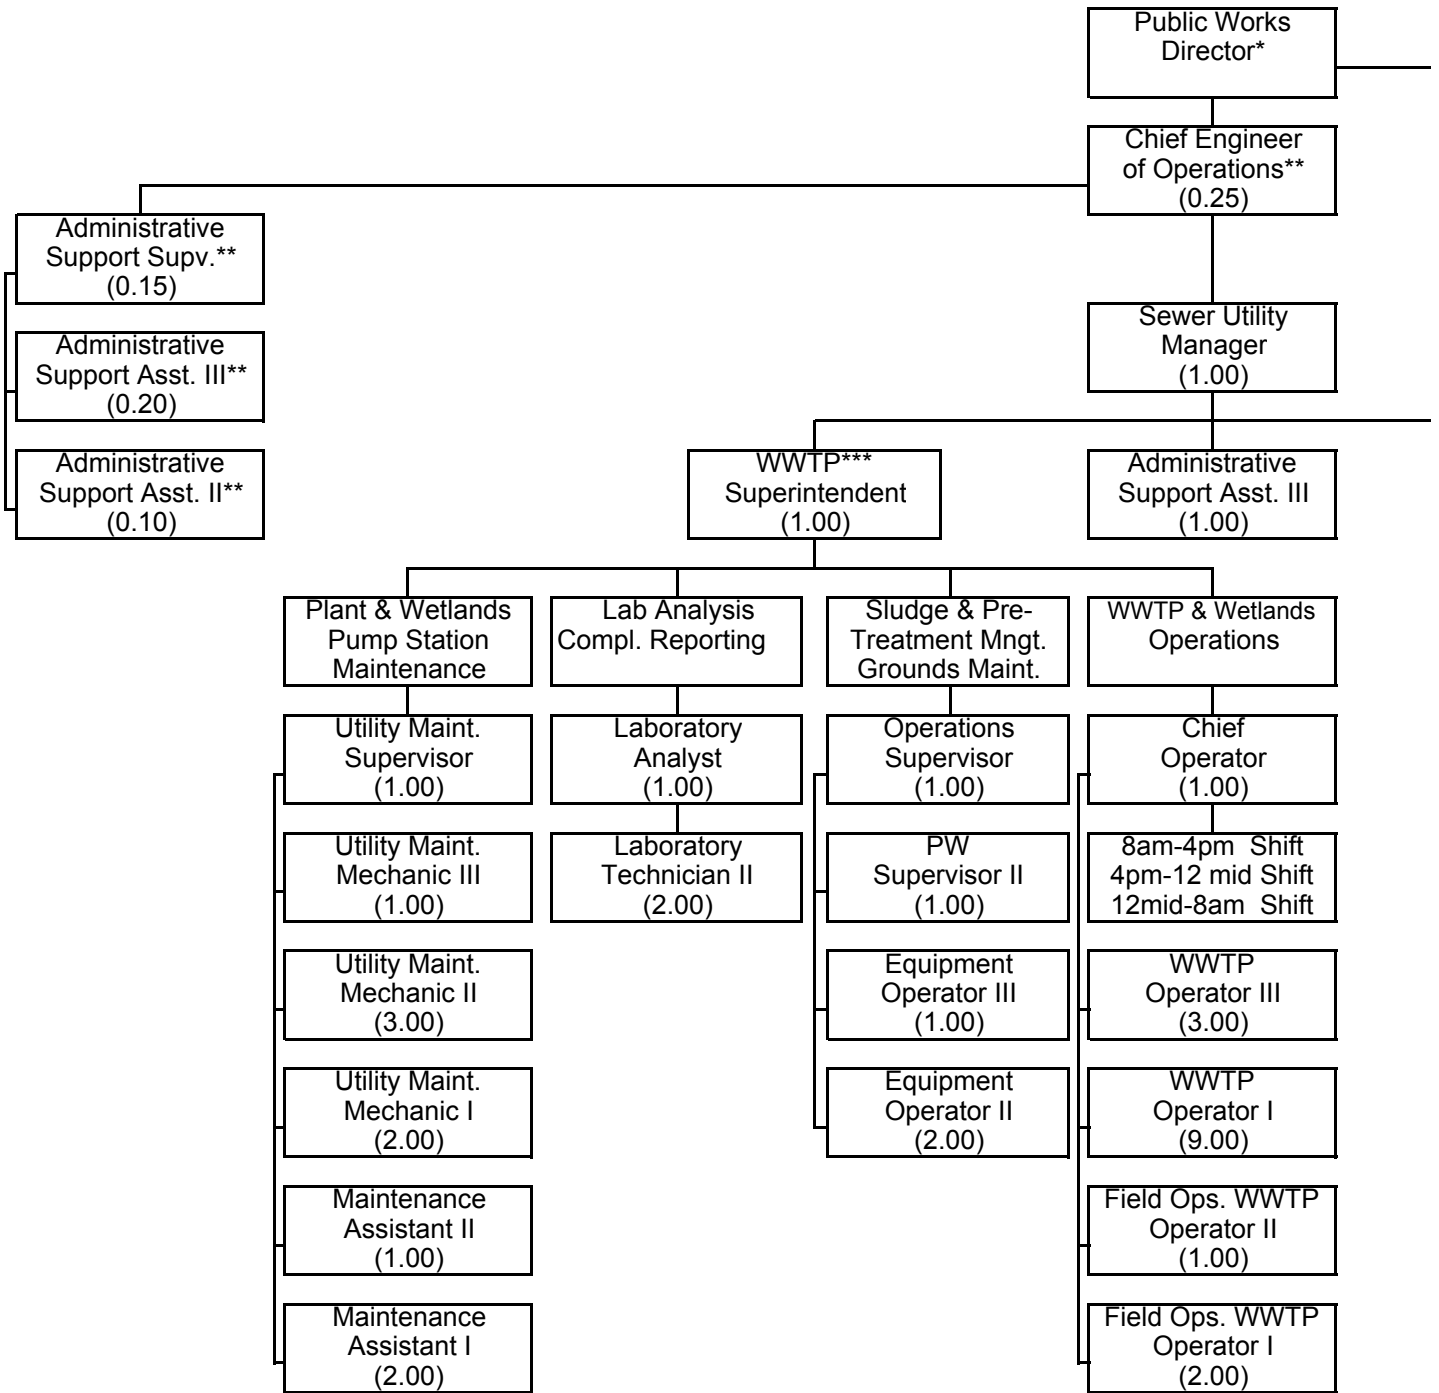 Public Works
Director*
Chief Engineer
of Operations**
(0.25)
Administrative
Support Supv.**
(0.15)
Administrative
Support Asst. III**
(0.20)
Administrative
Support Asst. II**
(0.10)
Sewer Utility
Manager
(1.00)
WWTP***
Superintendent
(1.00)
Administrative
Support Asst. III
(1.00)
Plant & Wetlands
Pump Station
Maintenance
Utility Maint.
Supervisor
(1.00)
Utility Maint.
Mechanic III
(1.00)
Utility Maint.
Mechanic II
(3.00)
Utility Maint.
Mechanic I
(2.00)
Maintenance
Assistant II
(1.00)
Maintenance
Assistant I
(2.00)
Lab Analysis
Compl. Reporting
Laboratory
Analyst
(1.00)
Laboratory
Technician II
(2.00)
Sludge & Pre-
Treatment Mngt.
Grounds Maint.
Operations
Supervisor
(1.00)
PW
Supervisor II
(1.00)
Equipment
Operator III
(1.00)
Equipment
Operator II
(2.00)
WWTP & Wetlands
Operations
Chief
Operator
(1.00)
8am-4pm  Shift
4pm-12 mid Shift
12mid-8am  Shift
WWTP
Operator III
(3.00)
WWTP
Operator I
(9.00)
Field Ops. WWTP
Operator II
(1.00)
Field Ops. WWTP
Operator I
(2.00)